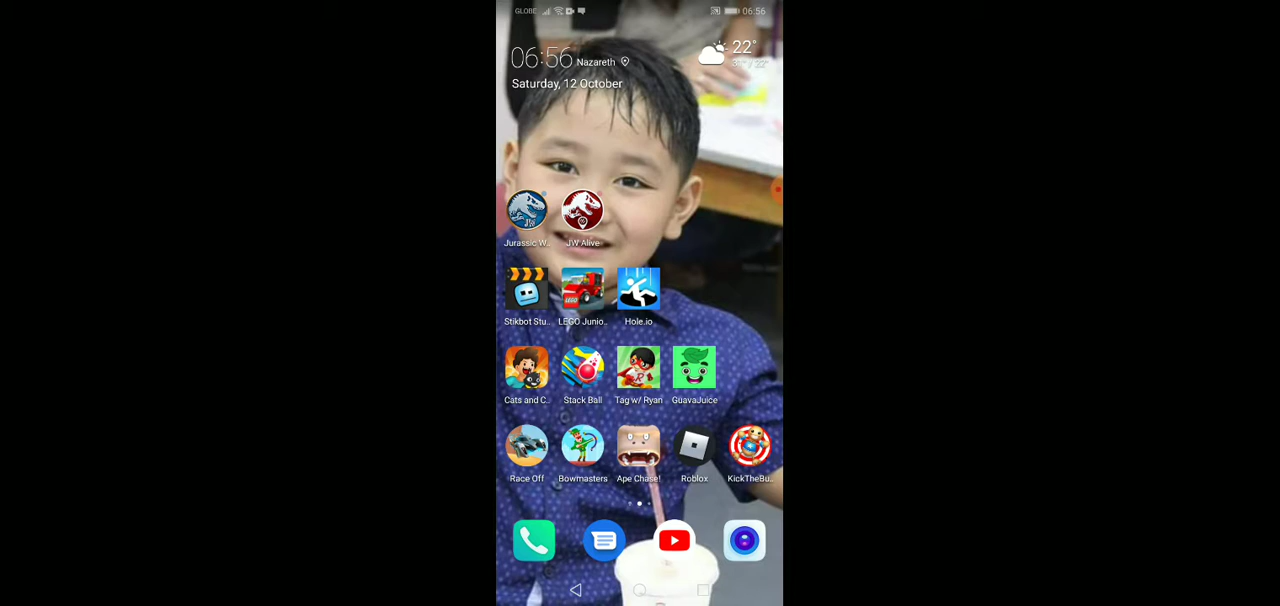 GLOBE 06:56
06:56 Nazareth 22°
Saturday, 12 October
Jurassic W.. JW Alive
Stikbot Stu.. LEGO Junio.. Hole.io
Cats and C.. Stack Ball Tag w/ Ryan GuavaJuice
Race Off Bowmasters Ape Chase! Roblox KickTheBu..